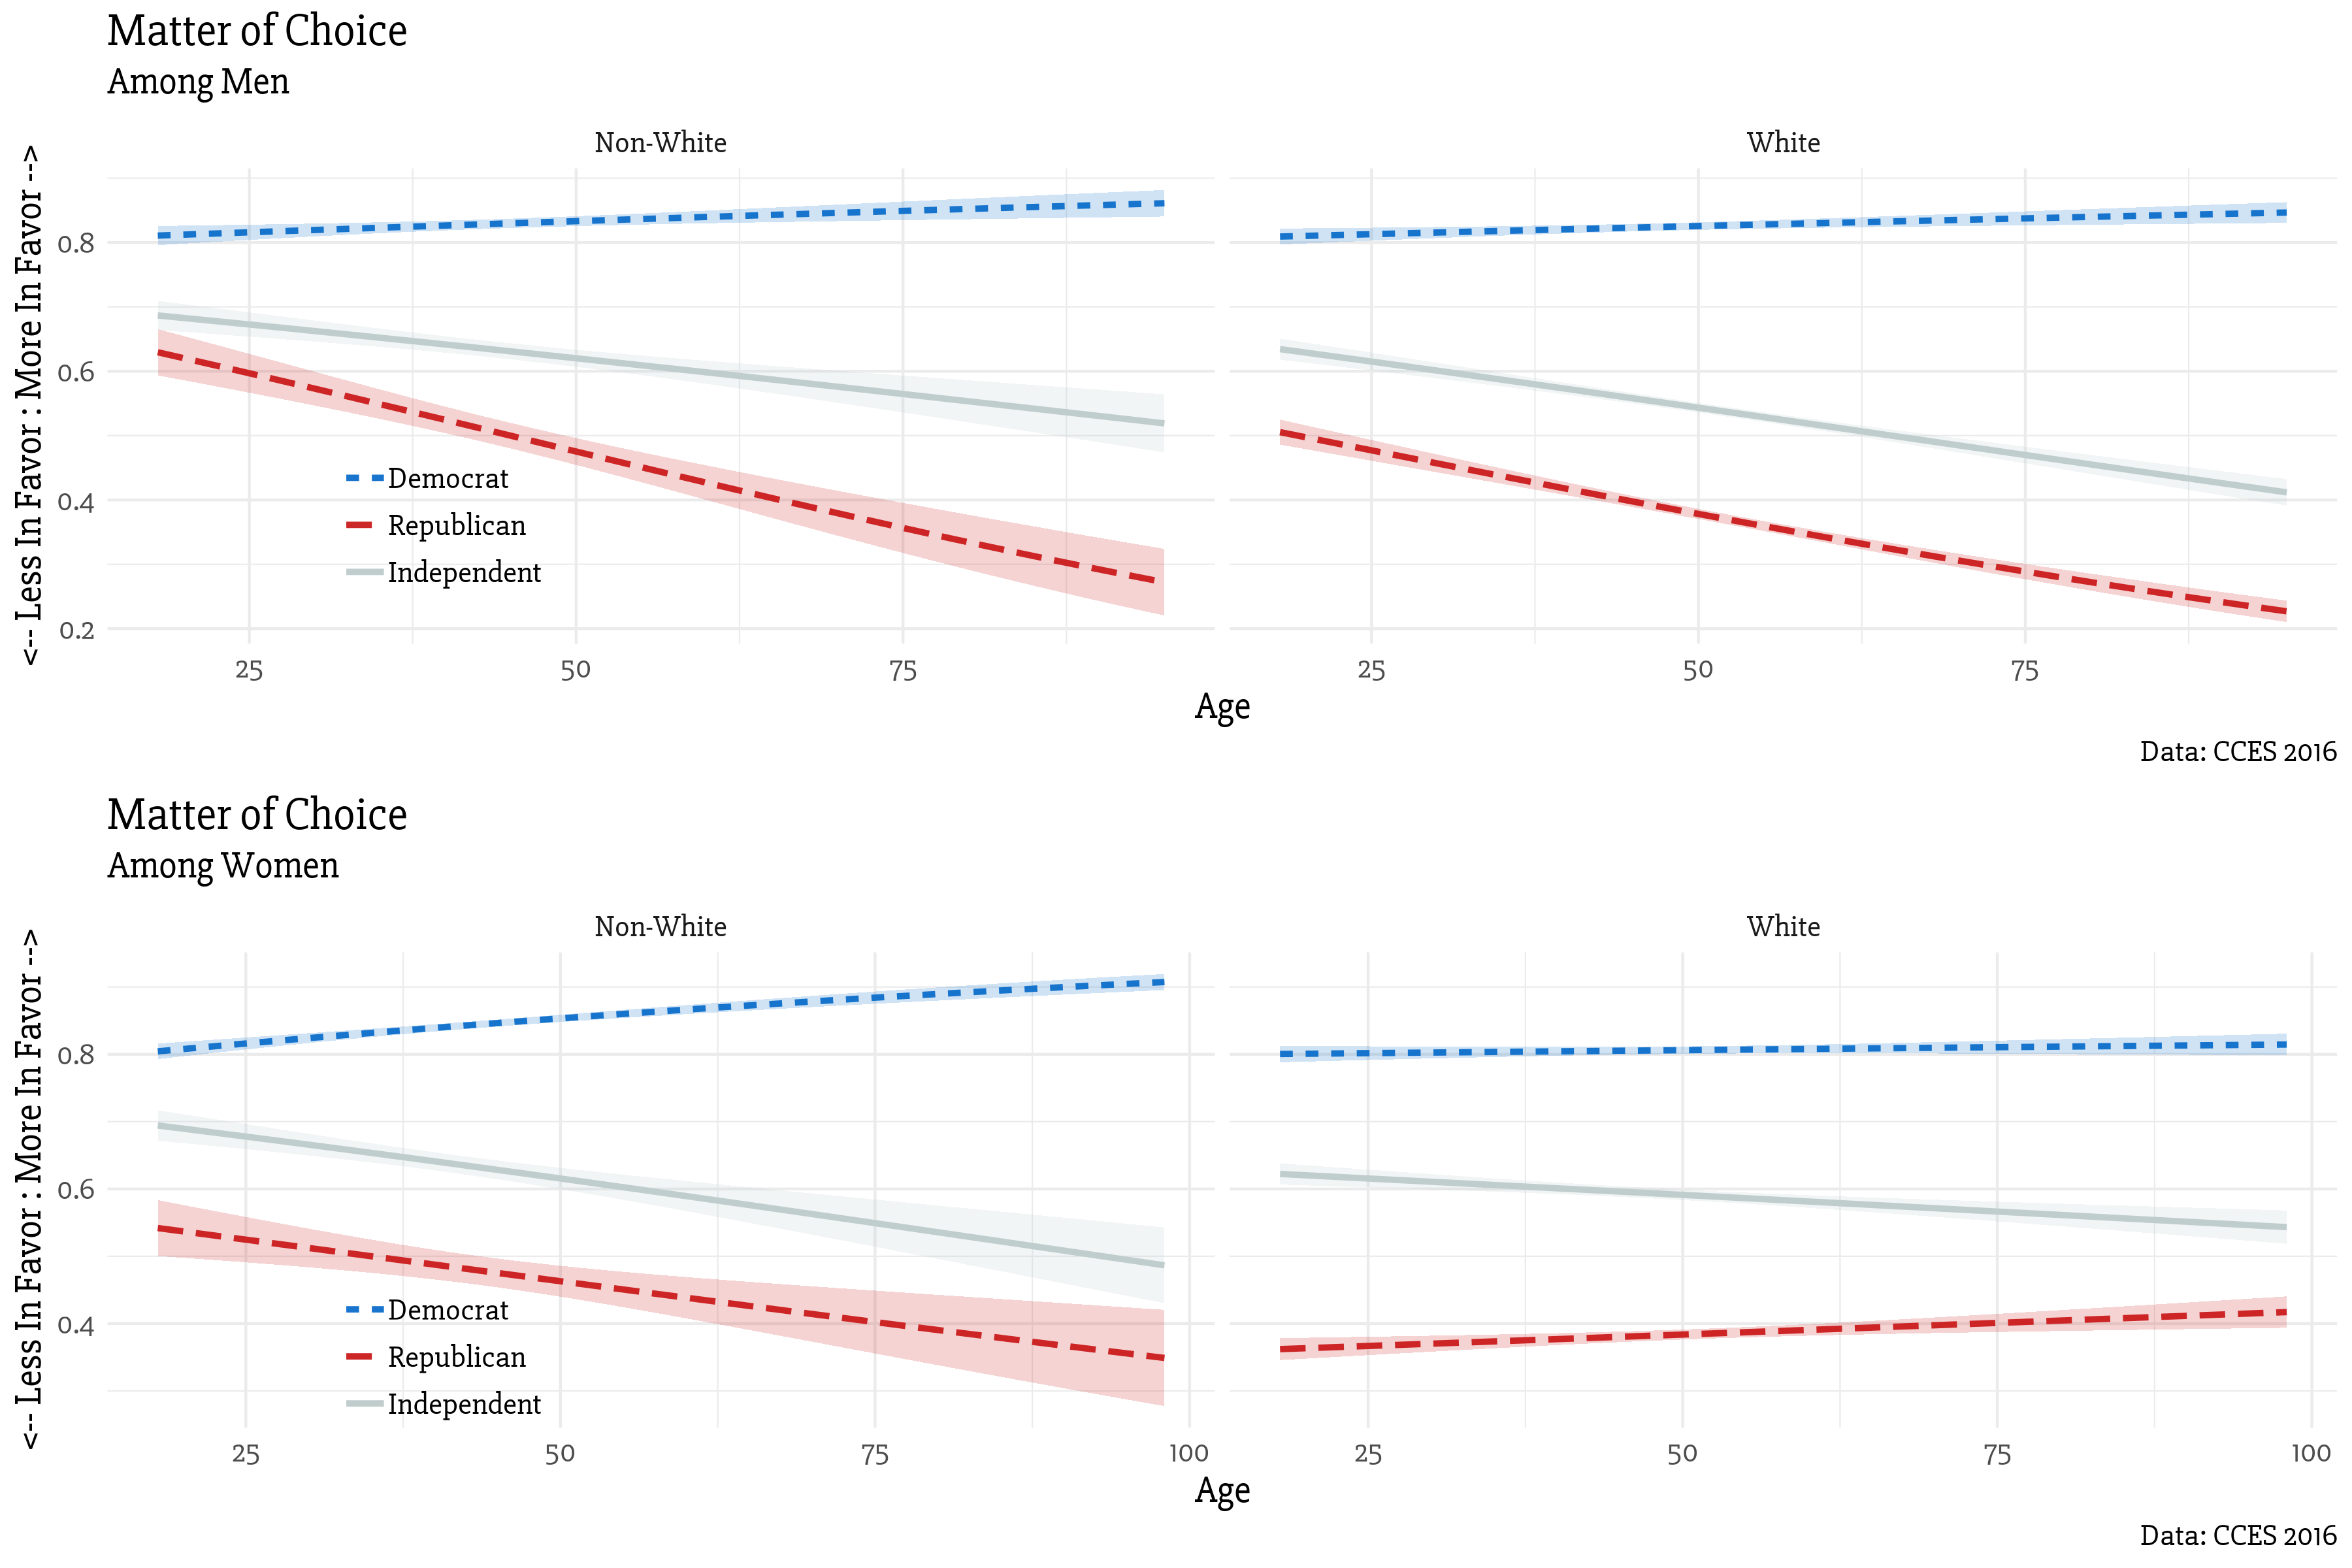 Matter of Choice
Among Men
Non-White
White
<-- Less In Favor : More In Favor -->
0.8
0.6
0.4
0.2
Democrat
Republican
Independent
25
50
75
25
50
75
Age
Data: CCES 2016
Matter of Choice
Among Women
Non-White
White
<-- Less In Favor : More In Favor -->
0.8
0.6
0.4
Democrat
Republican
Independent
25
50
75
100
25
50
75
100
Age
Data: CCES 2016